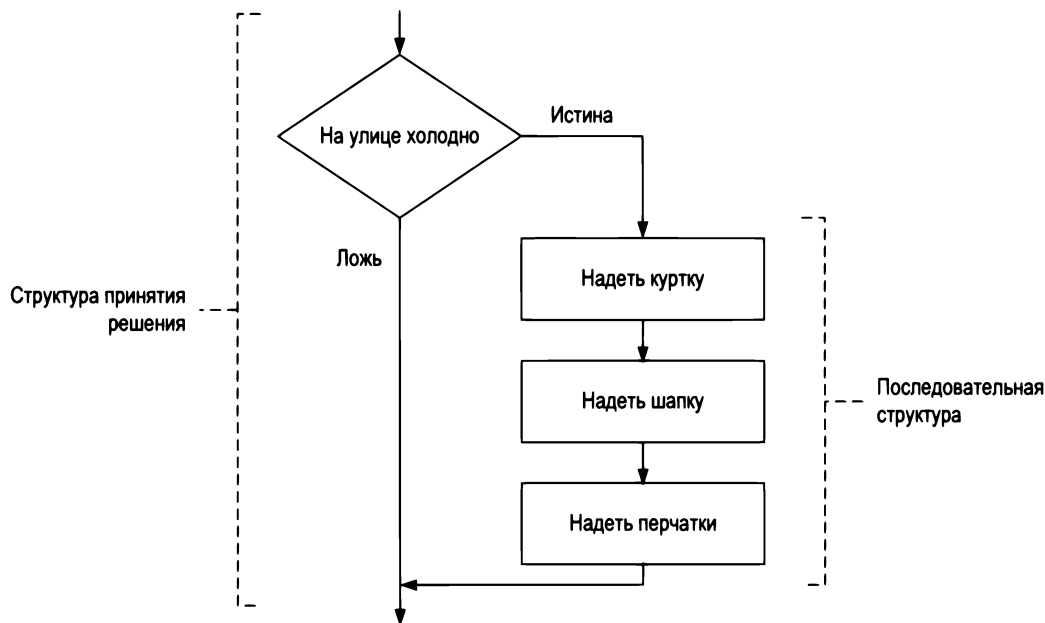 На улице холодно
Истина
Ложь
Надеть куртку
Структура принятия
решения
Надеть шапку
Последовательная
структура
Надеть перчатки